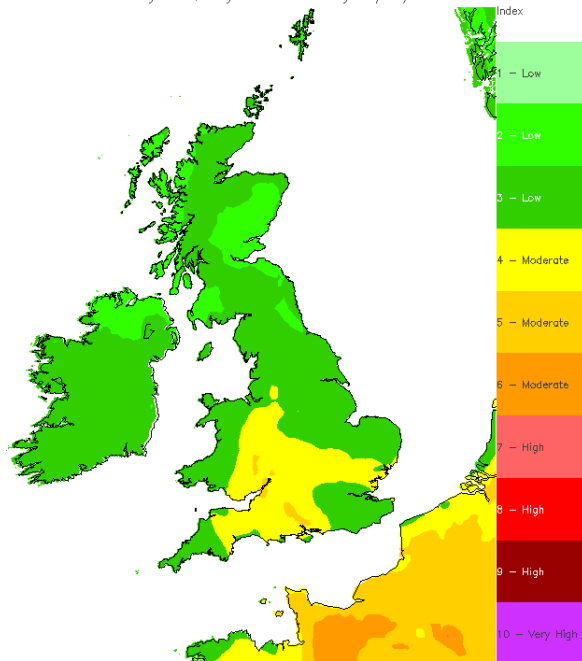 Index
1 - Low
2 - Low
3 - Low
4 - Moderate
5 - Moderate
6 - Moderate
7 - High
8 - High
9 - High
10 - Very High